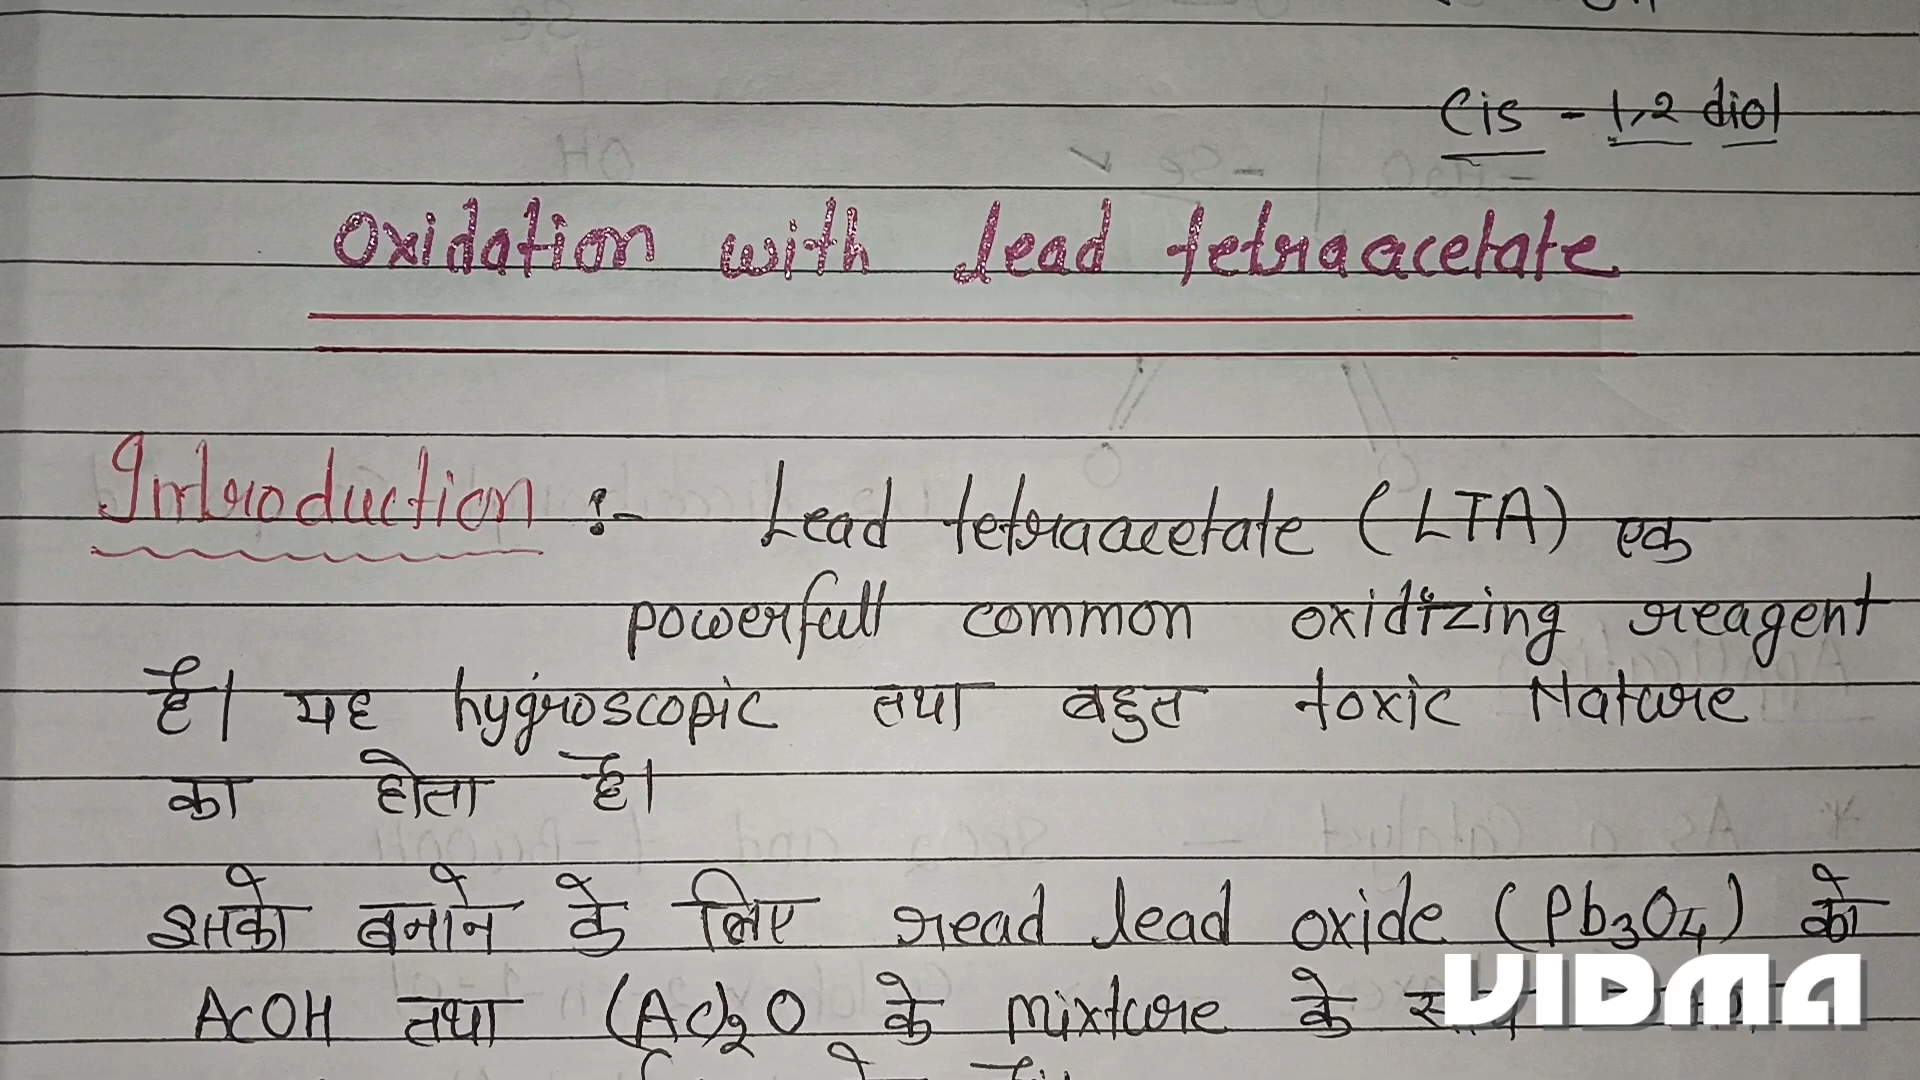 Cis - 1,2 diol
Oxidation with lead tetraacetate
Introduction :- Lead tetraacetate (LTA) एक
powerfull common oxidizing reagent
है। यह hygroscopic तथा बहुत toxic Nature
का होता है।
इसको बनाने के लिए read lead oxide (Pb3O4) को
AcOH तथा (Ac)2O के mixture के साथ
VIDMA